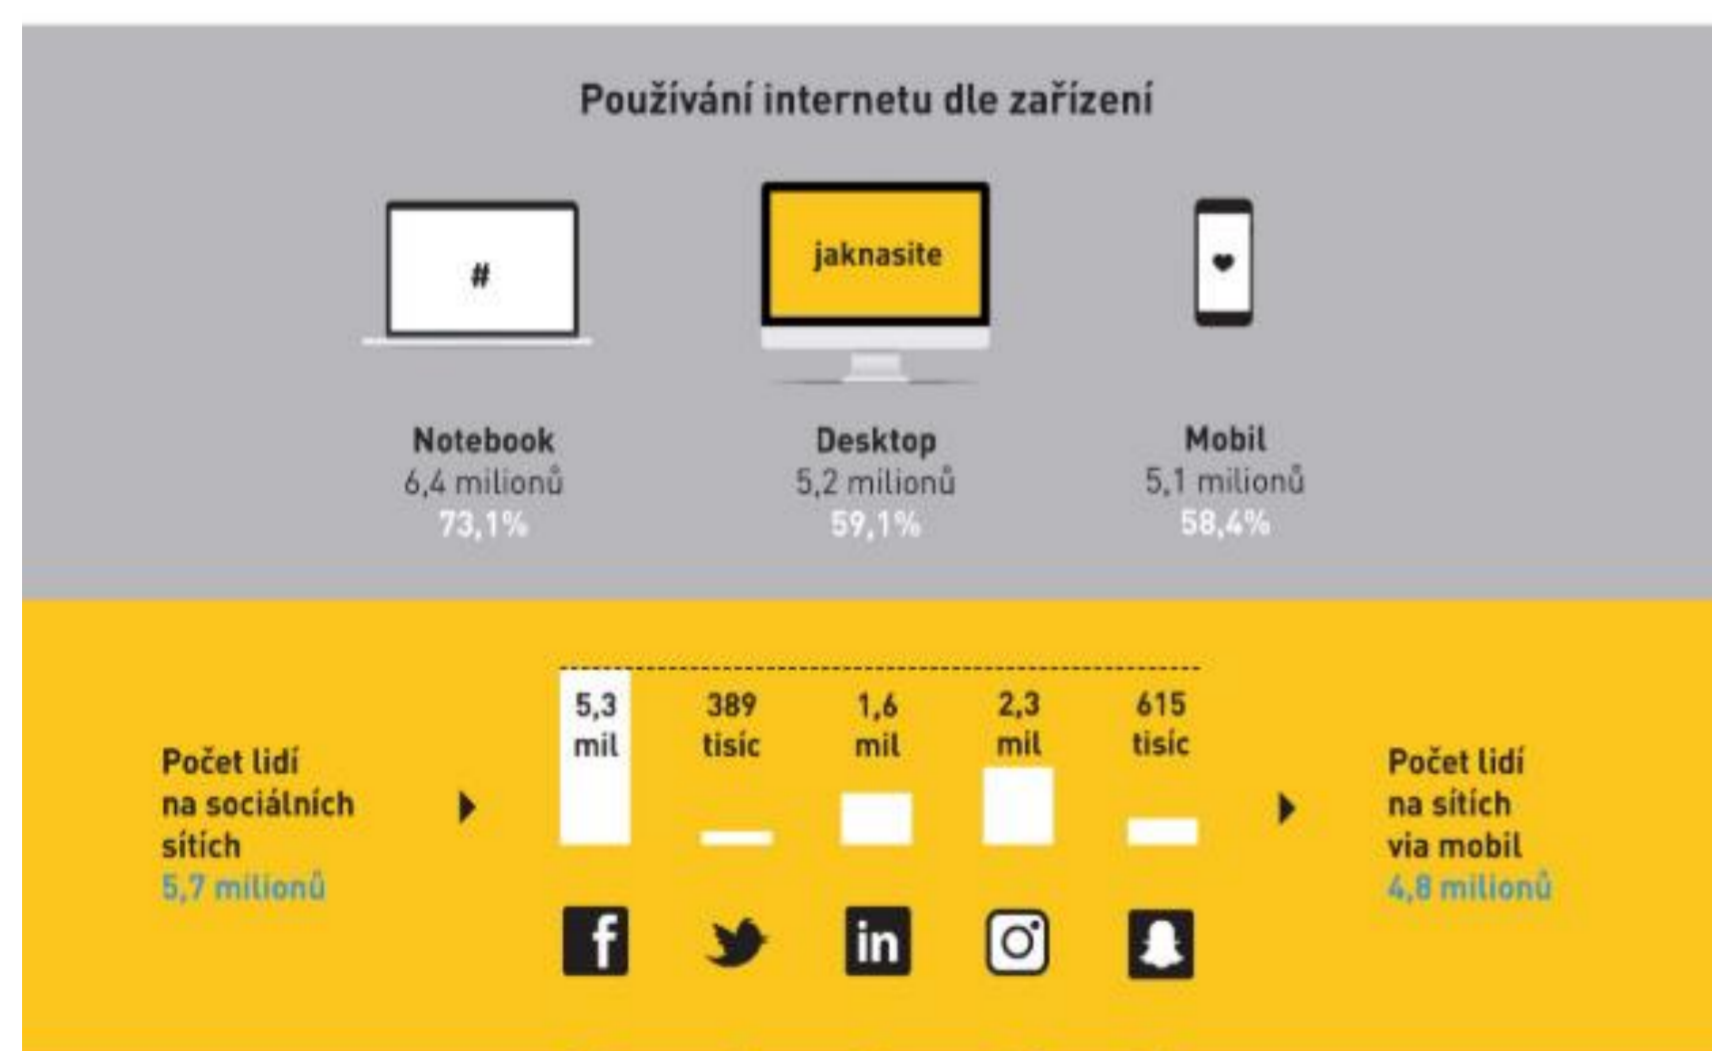 Používání internetu dle zařízení
#
jaknasite
Notebook
6,4 milionů
73,1%
Desktop
5,2 milionů
59,1%
Mobil
5,1 milionů
58,4%
Počet lidí
na sociálních
sítích
5,7 milionů
5,3
mil
389
tisíc
1,6
mil
2,3
mil
615
tisíc
f
in
Počet lidí
na sítích
via mobil
4,8 milionů